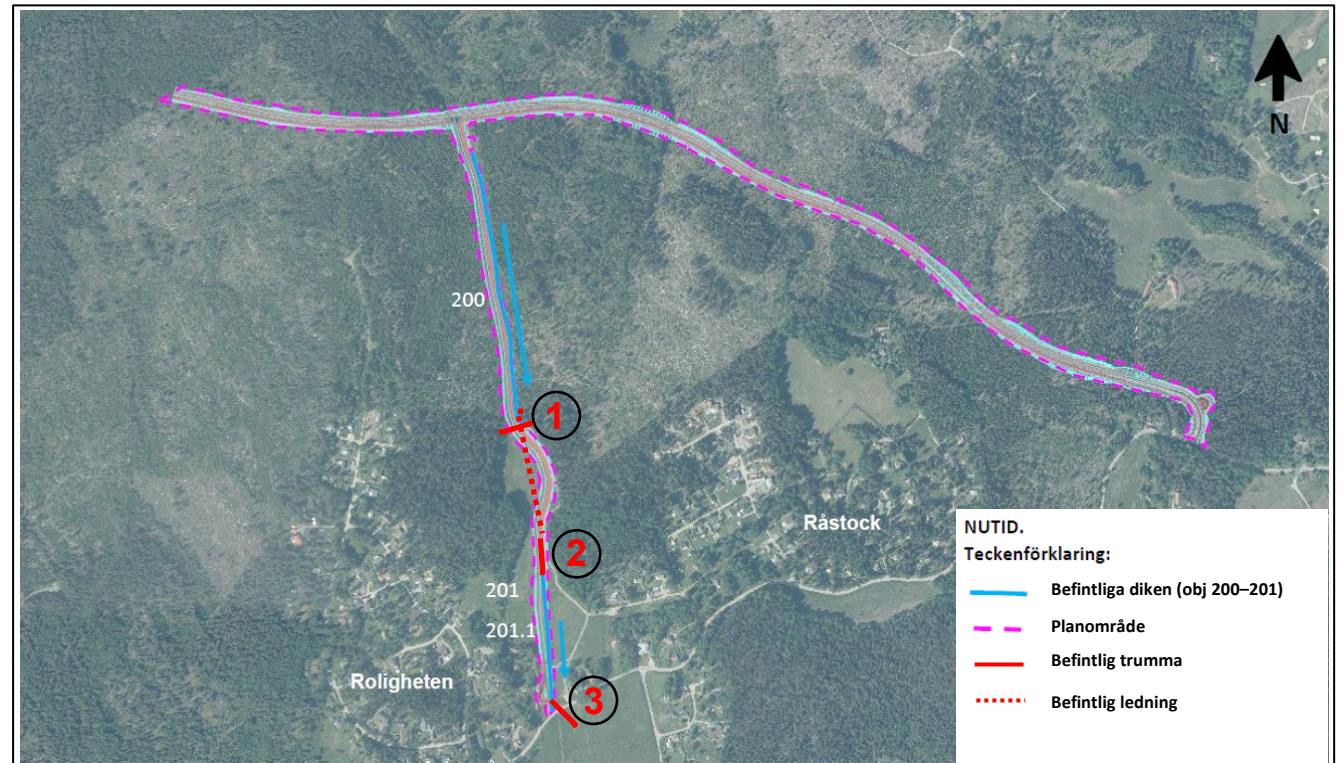 N
200
1
2
Råstock
201
201.1
Roligheten
3
NUTID.
Teckenförklaring:
Befintliga diken (obj 200–201)
Planområde
Befintlig trumma
Befintlig ledning